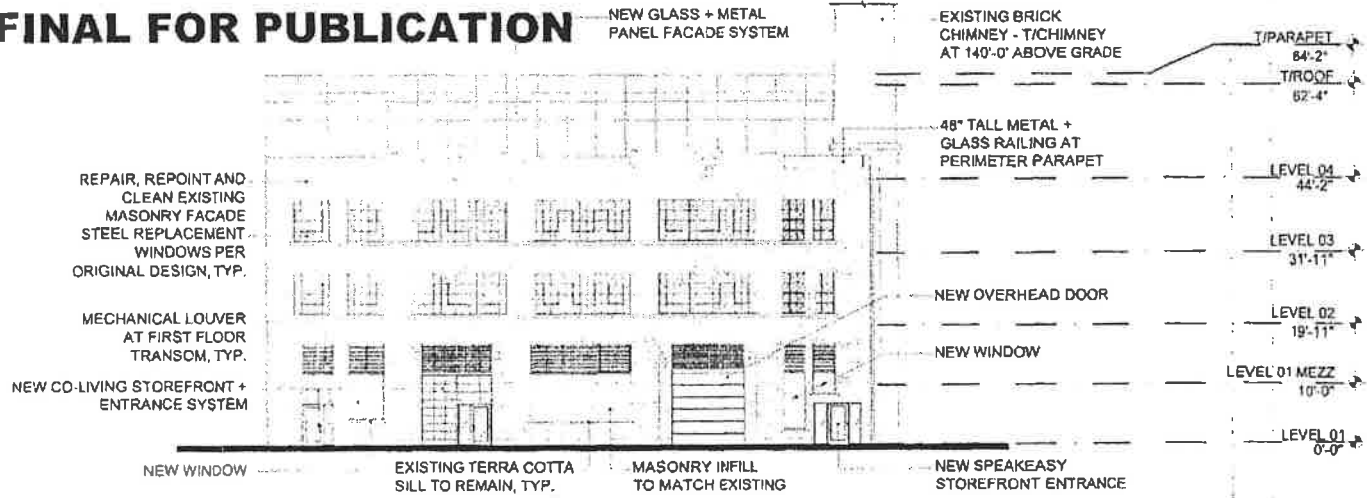 FINAL FOR PUBLICATION
NEW GLASS + METAL
PANEL FACADE SYSTEM
EXISTING BRICK
CHIMNEY - T/CHIMNEY
AT 140'-0" ABOVE GRADE
T/PARAPET
64'-2"
T/ROOF
62'-4"
48" TALL METAL +
GLASS RAILING AT
PERIMETER PARAPET
LEVEL 04
44'-2"
REPAIR, REPOINT AND
CLEAN EXISTING
MASONRY FACADE
STEEL REPLACEMENT
WINDOWS PER
ORIGINAL DESIGN, TYP.
LEVEL 03
31'-11"
NEW OVERHEAD DOOR
MECHANICAL LOUVER
AT FIRST FLOOR
TRANSOM, TYP.
LEVEL 02
19'-11"
NEW WINDOW
LEVEL 01 MEZZ
10'-0"
NEW CO-LIVING STOREFRONT +
ENTRANCE SYSTEM
LEVEL 01
0'-0"
NEW WINDOW
EXISTING TERRA COTTA
SILL TO REMAIN, TYP.
MASONRY INFILL
TO MATCH EXISTING
NEW SPEAKEASY
STOREFRONT ENTRANCE